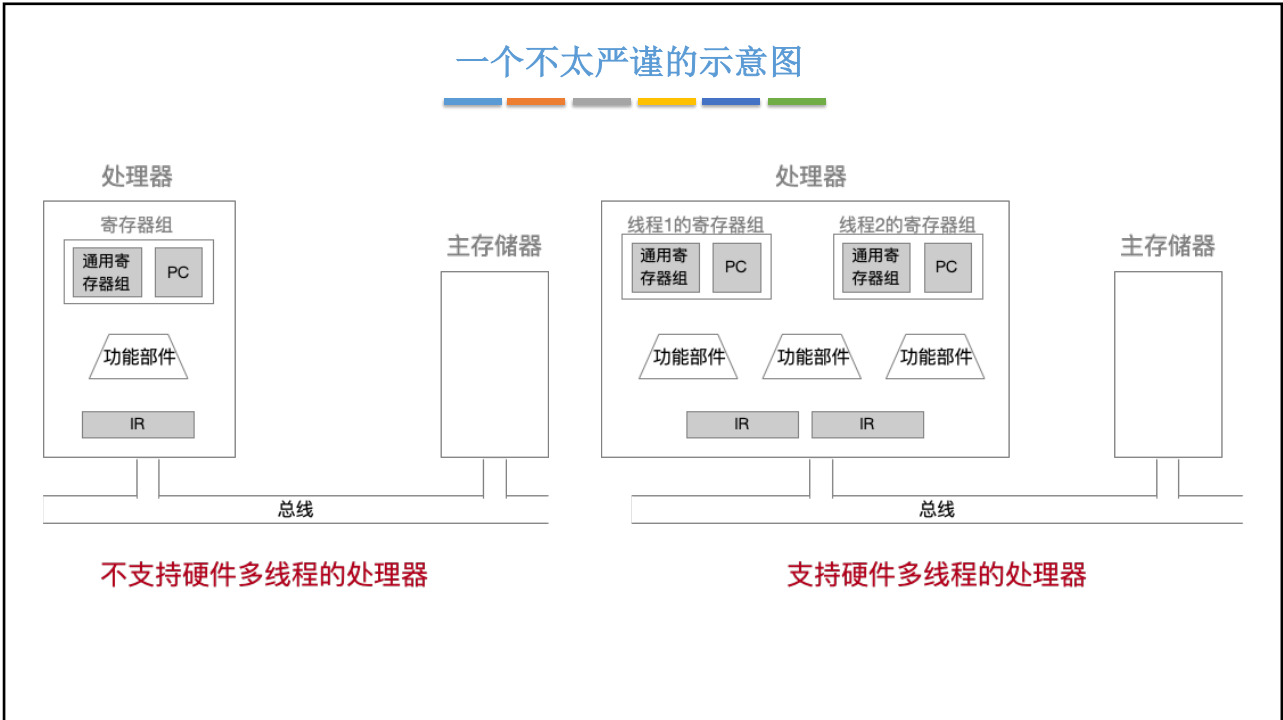 一个不太严谨的示意图
处理器
寄存器组
通用寄
存器组
PC
功能部件
IR
主存储器
总线
不支持硬件多线程的处理器
处理器
线程1的寄存器组
通用寄
存器组
PC
线程2的寄存器组
通用寄
存器组
PC
功能部件
功能部件
功能部件
IR
IR
主存储器
总线
支持硬件多线程的处理器